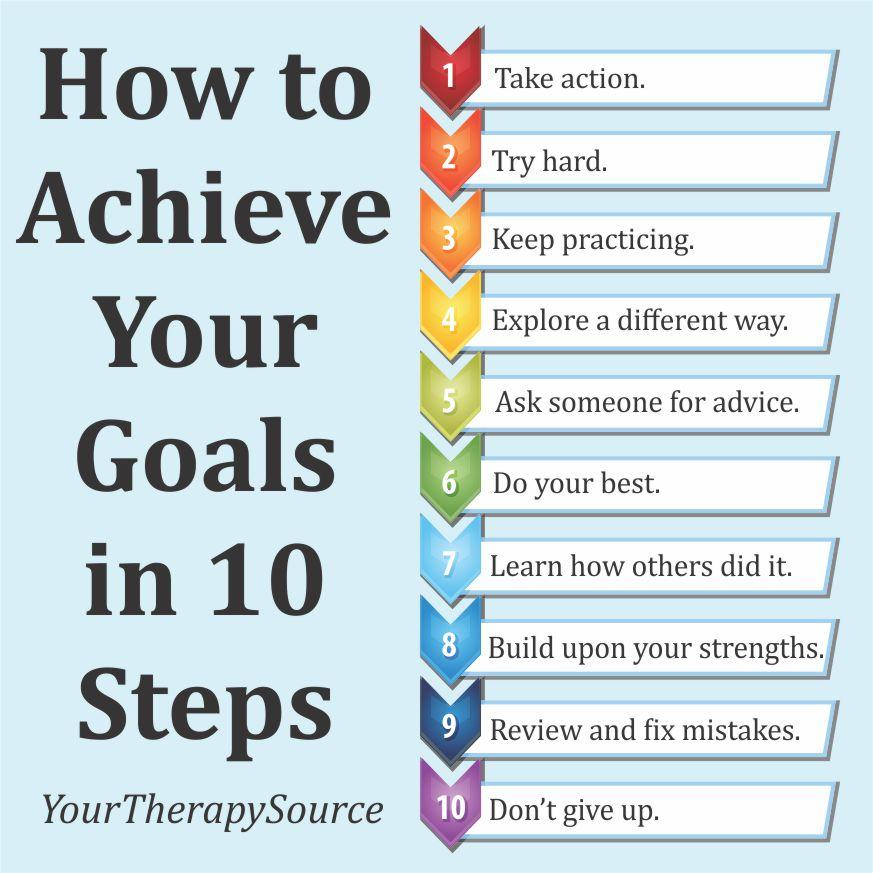 How to
Achieve
Your
Goals
in 10
Steps
YourTherapySource
1 Take action.
2 Try hard.
3 Keep practicing.
4 Explore a different way.
5 Ask someone for advice.
6 Do your best.
7 Learn how others did it.
8 Build upon your strengths.
9 Review and fix mistakes.
10 Don’t give up.